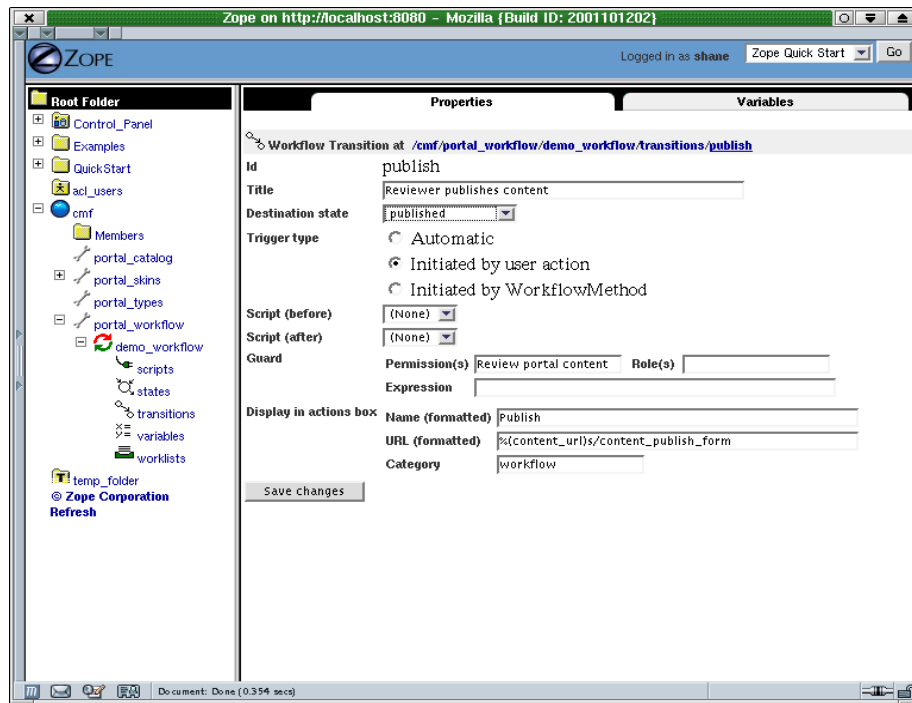 Zope on http://localhost:8080 - Mozilla {Build ID: 2001101202}
ZOPE
Logged in as shane
Zope Quick Start
Go
Root Folder
Control_Panel
Examples
QuickStart
acl_users
cmf
Members
portal_catalog
portal_skins
portal_types
portal_workflow
demo_workflow
scripts
states
transitions
variables
worklists
temp_folder
© Zope Corporation
Refresh
Properties
Variables
Workflow Transition at /cmf/portal_workflow/demo_workflow/transitions/publish
Id publish
Title Reviewer publishes content
Destination state published
Trigger type Automatic
Initiated by user action
Initiated by WorkflowMethod
Script (before) (None)
Script (after) (None)
Guard Permission(s) Review portal content Role(s)
Expression
Display in actions box Name (formatted) Publish
URL (formatted) %(content_url)s/content_publish_form
Category workflow
Save changes
Document: Done (0.354 secs)